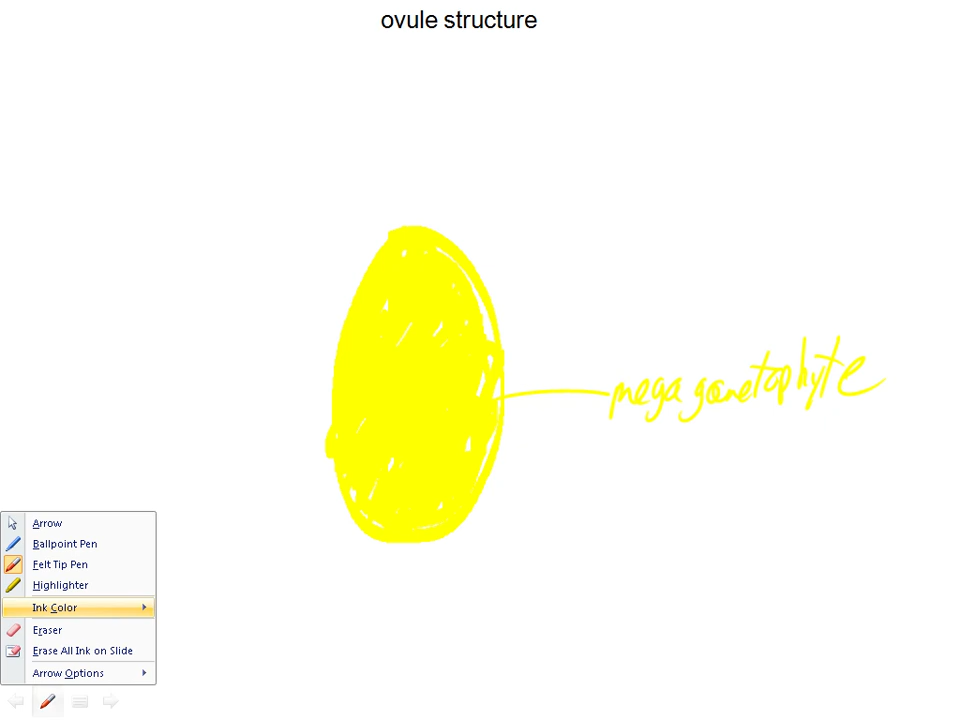 ovule structure
mega gametophyte
Arrow
Ballpoint Pen
Felt Tip Pen
Highlighter
Ink Color
Eraser
Erase All Ink on Slide
Arrow Options